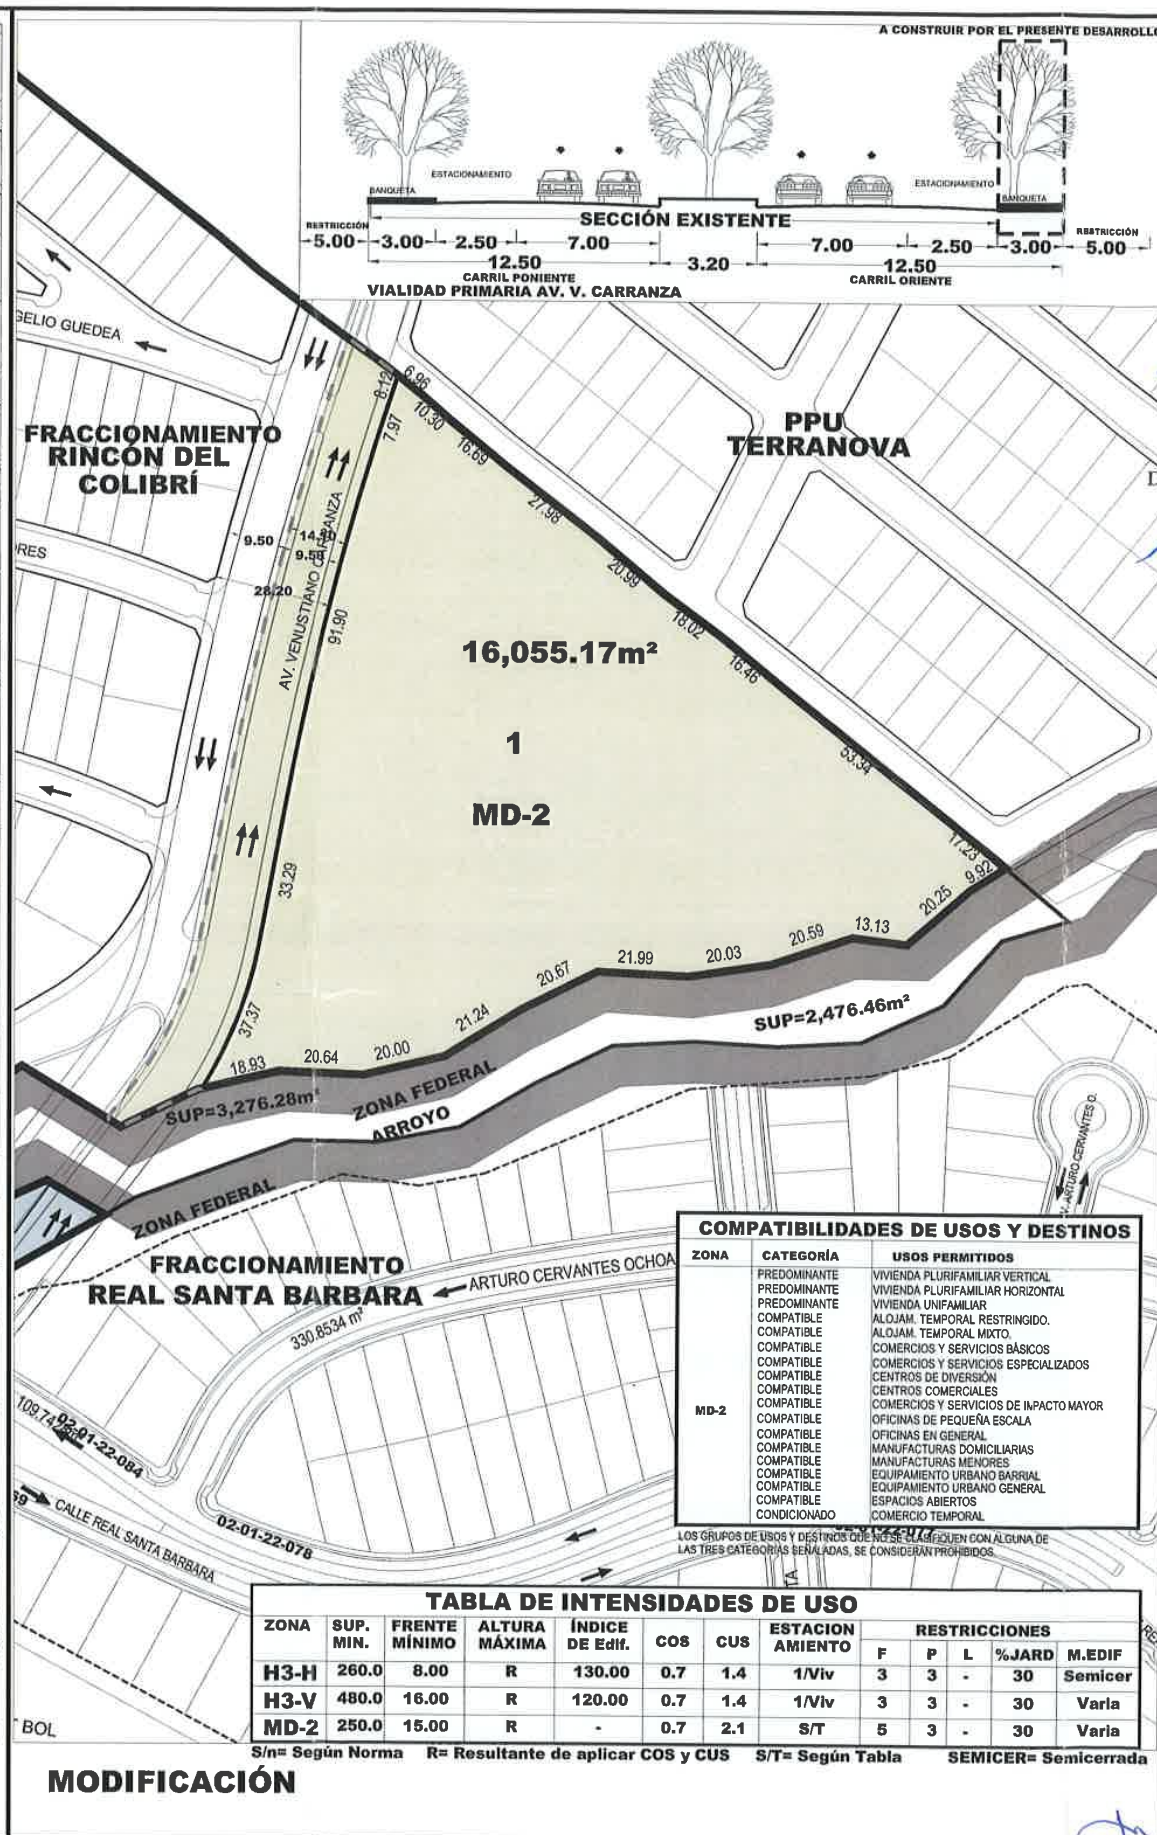 A CONSTRUIR POR EL PRESENTE DESARROLLO
ESTACIONAMIENTO
ESTACIONAMIENTO
BANQUETA
BANQUETA
SECCIÓN EXISTENTE
RESTRICCIÓN
RESTRICCIÓN
5.00 3.00 2.50 7.00 7.00 2.50 3.00 5.00
12.50 3.20 12.50
CARRIL PONIENTE
CARRIL ORIENTE
VIALIDAD PRIMARIA AV. V. CARRANZA
GELIO GUEDEA
FRACCIONAMIENTO
RINCON DEL
COLIBRÍ
PPU
TERRANOVA
8.12
6.96
7.97
10.30
16.69
27.98
20.99
18.02
16.46
53.34
17.23
9.92
ORES
9.50
14.10
9.58
28.20
AV. VENUSTIANO CARRANZA
91.90
16,055.17m²
1
MD-2
33.29
37.37
18.93
20.64
20.00
21.24
20.67
21.99
20.03
20.59
13.13
20.25
SUP=2,476.46m²
SUP=3,276.28m²
ZONA FEDERAL
ARROYO
ZONA FEDERAL
V. ARTURO CERVANTES O.
FRACCIONAMIENTO
REAL SANTA BARBARA
ARTURO CERVANTES OCHOA
330.8534 m²
109.74
02-01-22-084
69
CALLE REAL SANTA BARBARA
02-01-22-078
COMPATIBILIDADES DE USOS Y DESTINOS
ZONA CATEGORÍA USOS PERMITIDOS
PREDOMINANTE VIVIENDA PLURIFAMILIAR VERTICAL
PREDOMINANTE VIVIENDA PLURIFAMILIAR HORIZONTAL
PREDOMINANTE VIVIENDA UNIFAMILIAR
COMPATIBLE ALOJAM. TEMPORAL RESTRINGIDO.
COMPATIBLE ALOJAM. TEMPORAL MIXTO.
COMPATIBLE COMERCIOS Y SERVICIOS BÁSICOS
COMPATIBLE COMERCIOS Y SERVICIOS ESPECIALIZADOS
COMPATIBLE CENTROS DE DIVERSIÓN
COMPATIBLE CENTROS COMERCIALES
MD-2 COMPATIBLE COMERCIOS Y SERVICIOS DE IMPACTO MAYOR
COMPATIBLE OFICINAS DE PEQUEÑA ESCALA
COMPATIBLE OFICINAS EN GENERAL
COMPATIBLE MANUFACTURAS DOMICILIARIAS
COMPATIBLE MANUFACTURAS MENORES
COMPATIBLE EQUIPAMIENTO URBANO BARRIAL
COMPATIBLE EQUIPAMIENTO URBANO GENERAL
COMPATIBLE ESPACIOS ABIERTOS
CONDICIONADO COMERCIO TEMPORAL
02-01-22-077
LOS GRUPOS DE USOS Y DESTINOS QUE NO SE CLASIFIQUEN CON ALGUNA DE
LAS TRES CATEGORÍAS SEÑALADAS, SE CONSIDERAN PROHIBIDOS.
TA
TABLA DE INTENSIDADES DE USO
ZONA SUP. MIN. FRENTE MÍNIMO ALTURA MÁXIMA ÍNDICE DE Edif. COS CUS ESTACION AMIENTO RESTRICCIONES
F P L %JARD M.EDIF
H3-H 260.0 8.00 R 130.00 0.7 1.4 1/Viv 3 3 - 30 Semicer
H3-V 480.0 16.00 R 120.00 0.7 1.4 1/Viv 3 3 - 30 Varia
MD-2 250.0 15.00 R - 0.7 2.1 S/T 5 3 - 30 Varia
BOL
S/n= Según Norma R= Resultante de aplicar COS y CUS S/T= Según Tabla SEMICER= Semicerrada
MODIFICACIÓN